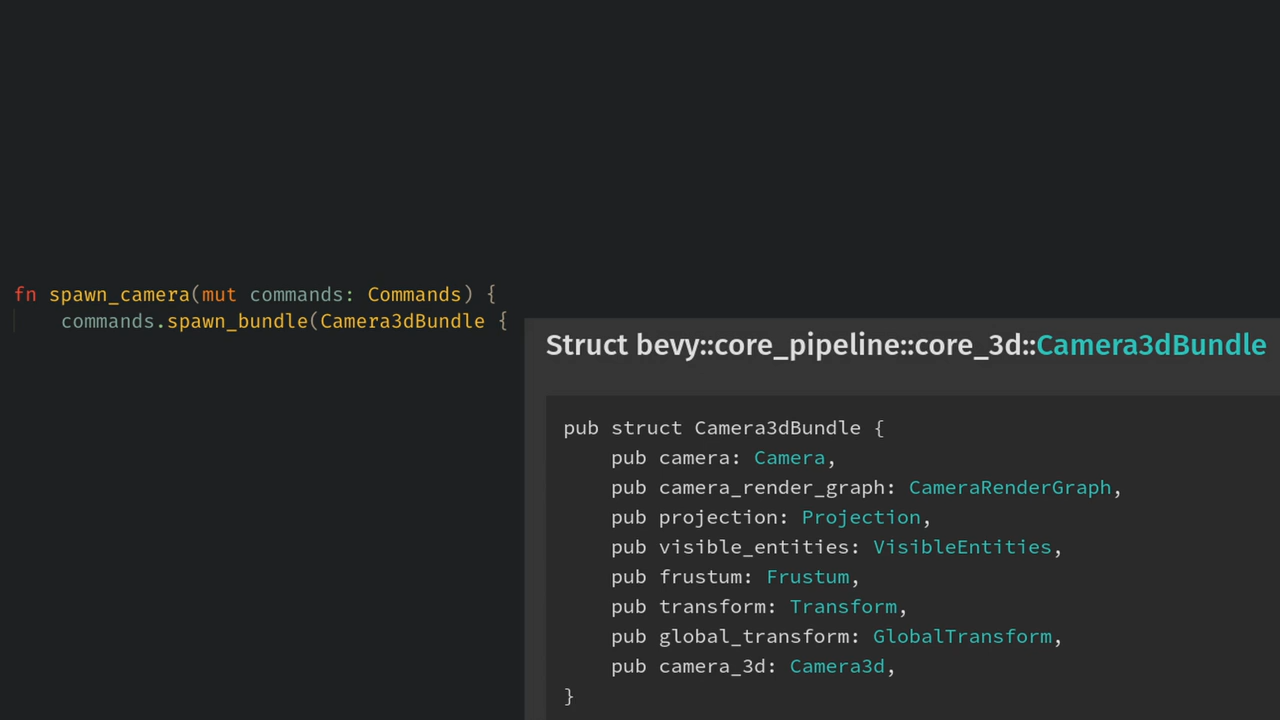 fn spawn_camera(mut commands: Commands) {
    commands.spawn_bundle(Camera3dBundle {
Struct bevy::core_pipeline::core_3d::Camera3dBundle
pub struct Camera3dBundle {
    pub camera: Camera,
    pub camera_render_graph: CameraRenderGraph,
    pub projection: Projection,
    pub visible_entities: VisibleEntities,
    pub frustum: Frustum,
    pub transform: Transform,
    pub global_transform: GlobalTransform,
    pub camera_3d: Camera3d,
}